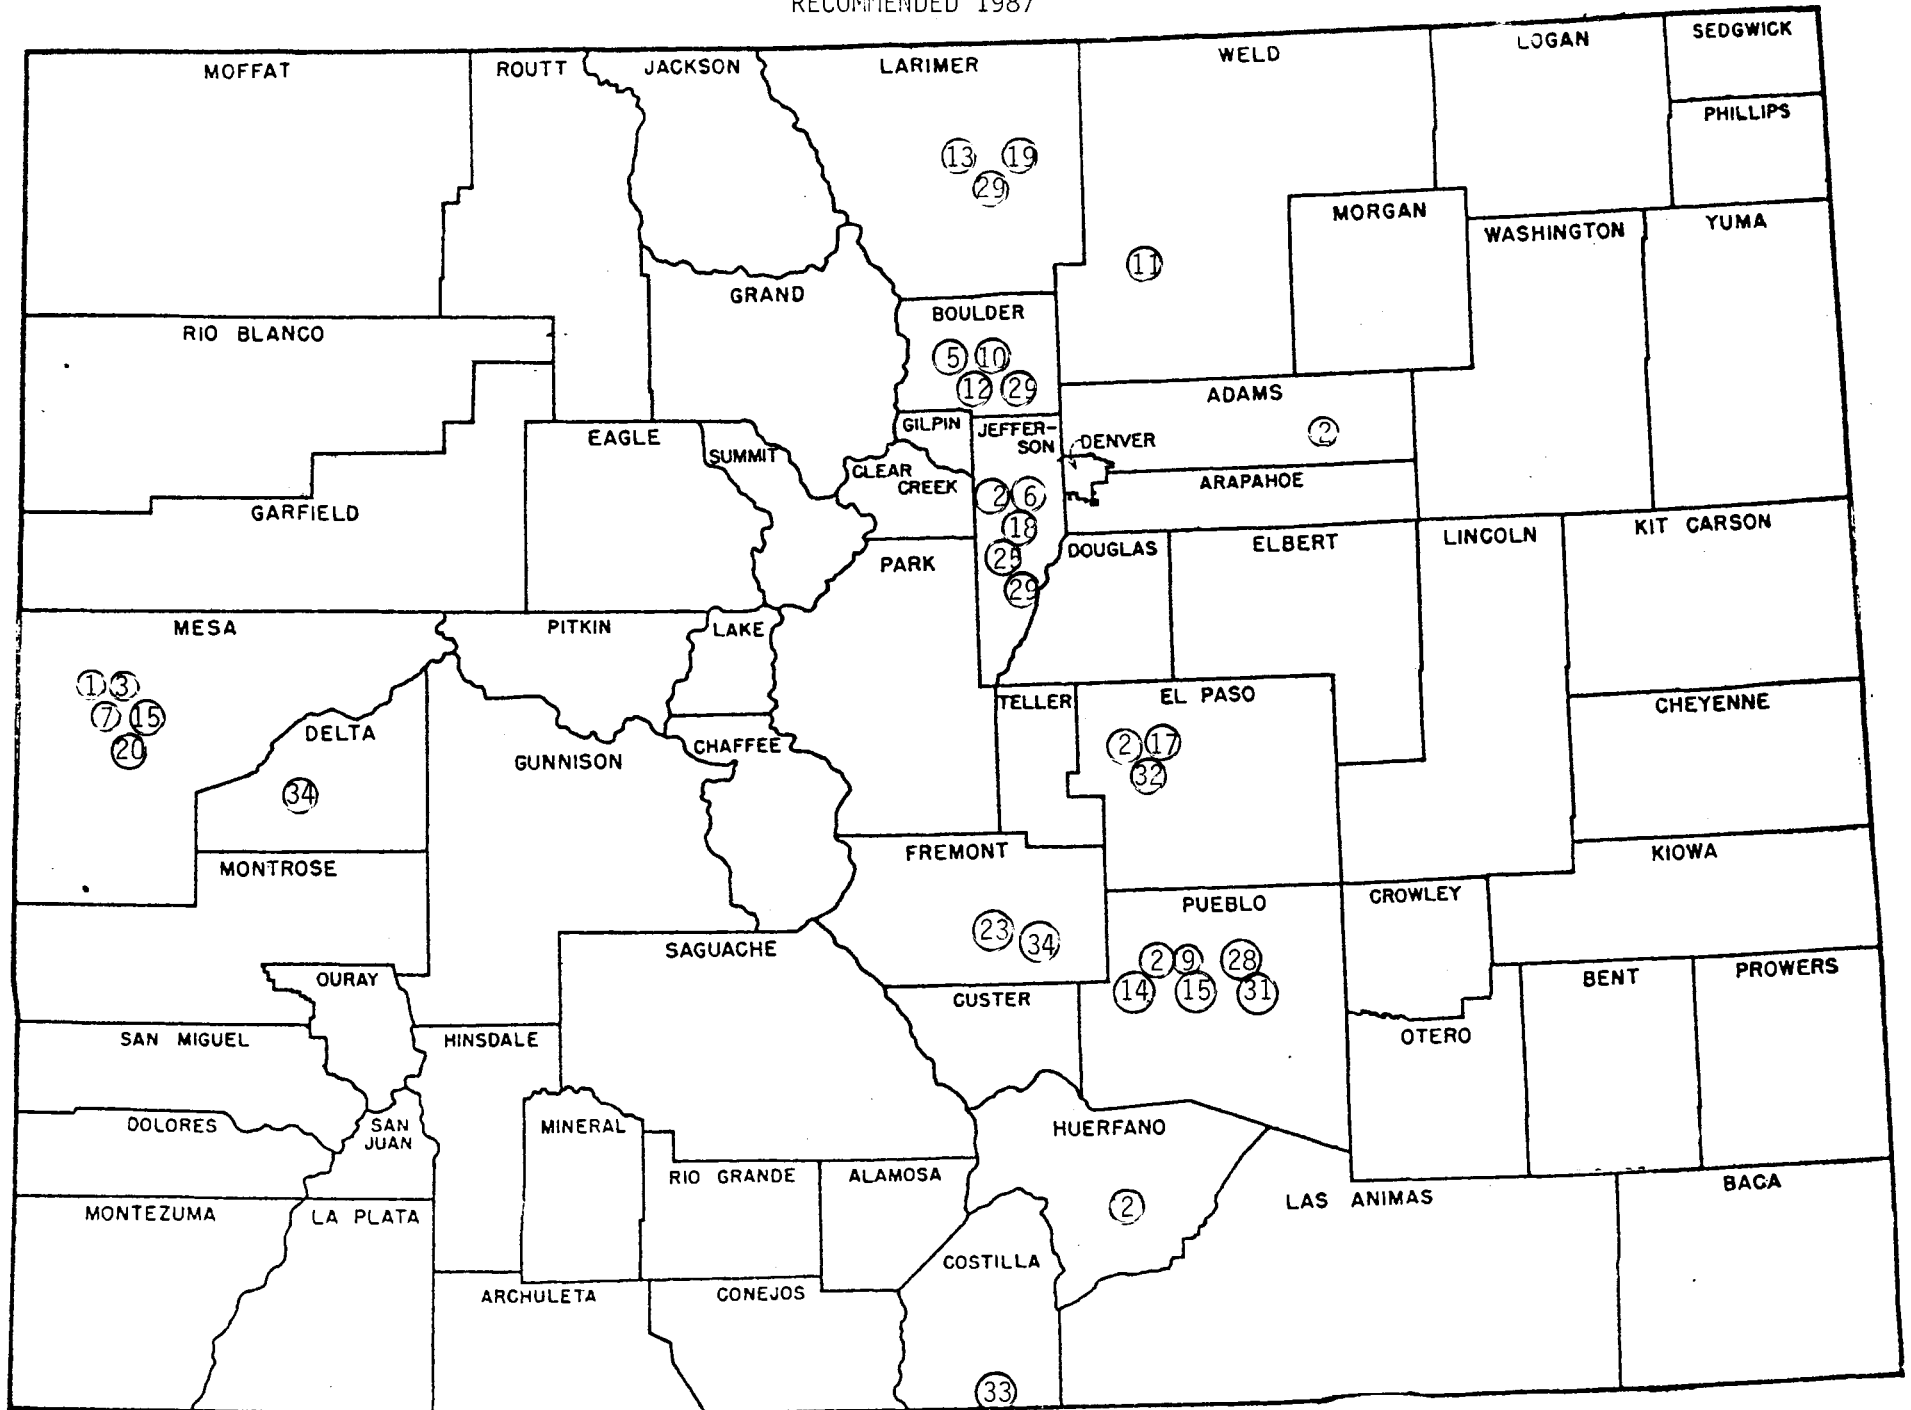 RECOMMENDED 1987
MOFFAT
ROUTT
JACKSON
LARIMER
WELD
LOGAN
SEDGWICK
PHILLIPS
13
19
29
MORGAN
WASHINGTON
YUMA
11
GRAND
BOULDER
RIO BLANCO
5
10
12
29
ADAMS
2
EAGLE
SUMMIT
GILPIN
JEFFER-
SON
DENVER
CLEAR
CREEK
ARAPAHOE
GARFIELD
2
6
18
25
29
PARK
DOUGLAS
ELBERT
LINCOLN
KIT CARSON
MESA
PITKIN
LAKE
1
3
7
15
20
TELLER
EL PASO
CHEYENNE
DELTA
GUNNISON
CHAFFEE
2
17
32
34
MONTROSE
FREMONT
KIOWA
23
34
PUEBLO
CROWLEY
SAGUACHE
2
9
28
14
15
31
OURAY
BENT
PROWERS
CUSTER
SAN MIGUEL
HINSDALE
OTERO
DOLORES
SAN
JUAN
MINERAL
HUERFANO
RIO GRANDE
ALAMOSA
2
LAS ANIMAS
BACA
MONTEZUMA
LA PLATA
COSTILLA
ARCHULETA
CONEJOS
33